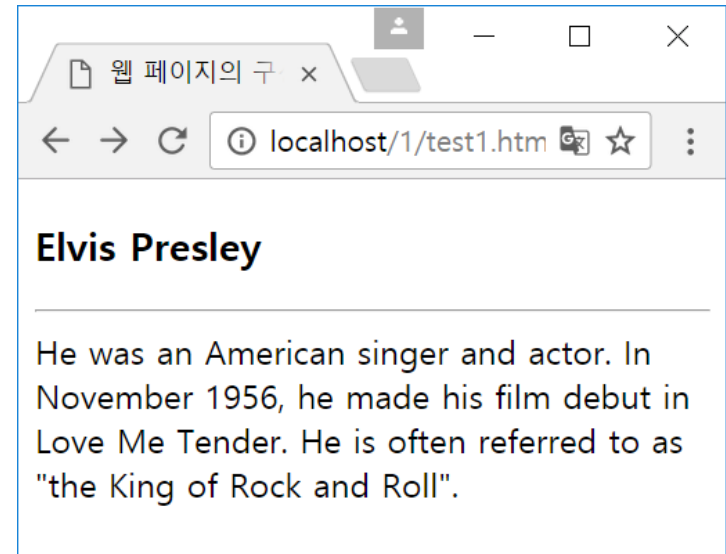 웹 페이지의 구
localhost/1/test1.htm
Elvis Presley
He was an American singer and actor. In
November 1956, he made his film debut in
Love Me Tender. He is often referred to as
"the King of Rock and Roll".